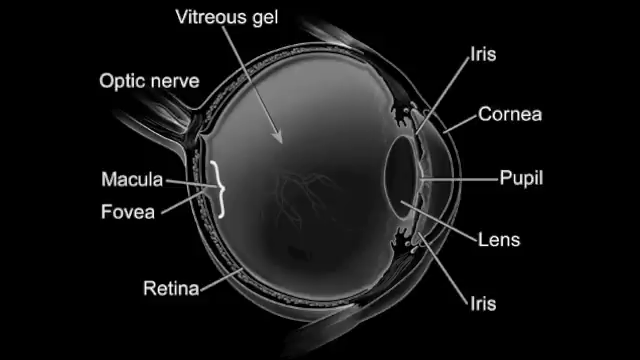 Vitreous gel
Optic nerve
Iris
Cornea
Macula
Fovea
Pupil
Lens
Retina
Iris